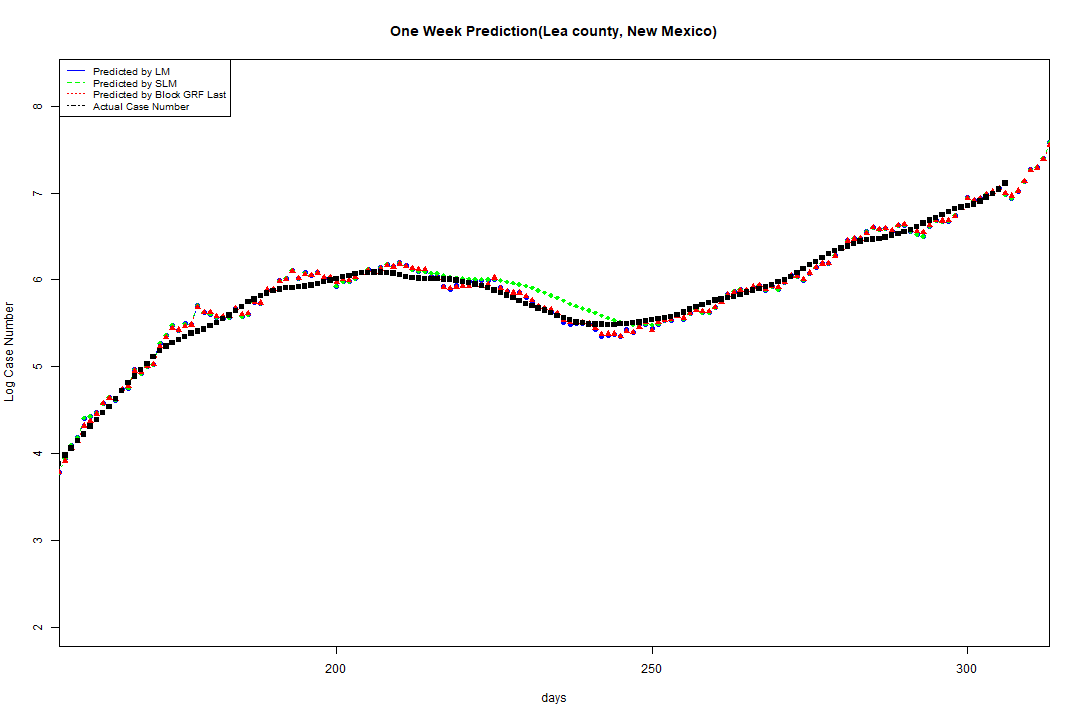 One Week Prediction(Lea county, New Mexico)
Predicted by LM
Predicted by SLM
Predicted by Block GRF Last
Actual Case Number
8
7
6
5
4
3
2
Log Case Number
200 250 300
days